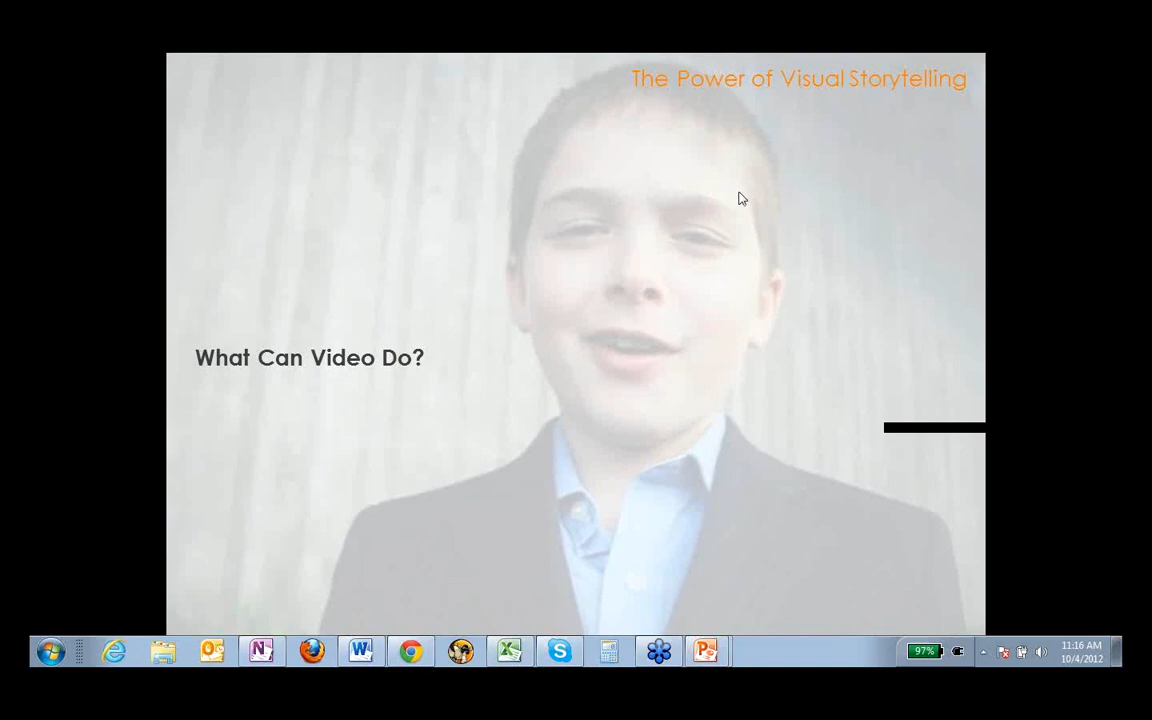 The Power of Visual Storytelling
What Can Video Do?
97%
11:16 AM
10/4/2012